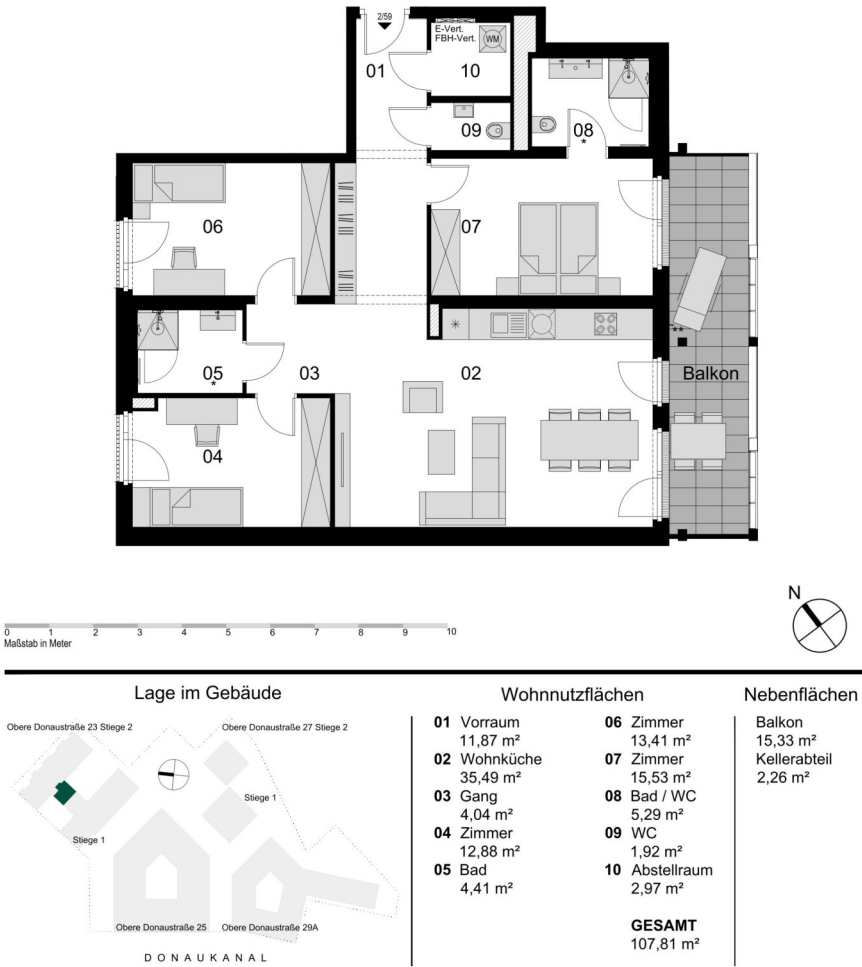 2/59
E-Vert.
FBH-Vert.
WM
01
10
09
08
*
06
07
05
*
03
02
**
Balkon
04
N
0 1 2 3 4 5 6 7 8 9 10
Maßstab in Meter
Lage im Gebäude
Obere Donaustraße 23 Stiege 2
Obere Donaustraße 27 Stiege 2
Stiege 1
Stiege 1
Obere Donaustraße 25
Obere Donaustraße 29A
DONAUKANAL
Wohnnutzflächen
01 Vorraum
11,87 m²
02 Wohnküche
35,49 m²
03 Gang
4,04 m²
04 Zimmer
12,88 m²
05 Bad
4,41 m²
06 Zimmer
13,41 m²
07 Zimmer
15,53 m²
08 Bad / WC
5,29 m²
09 WC
1,92 m²
10 Abstellraum
2,97 m²
GESAMT
107,81 m²
Nebenflächen
Balkon
15,33 m²
Kellerabteil
2,26 m²